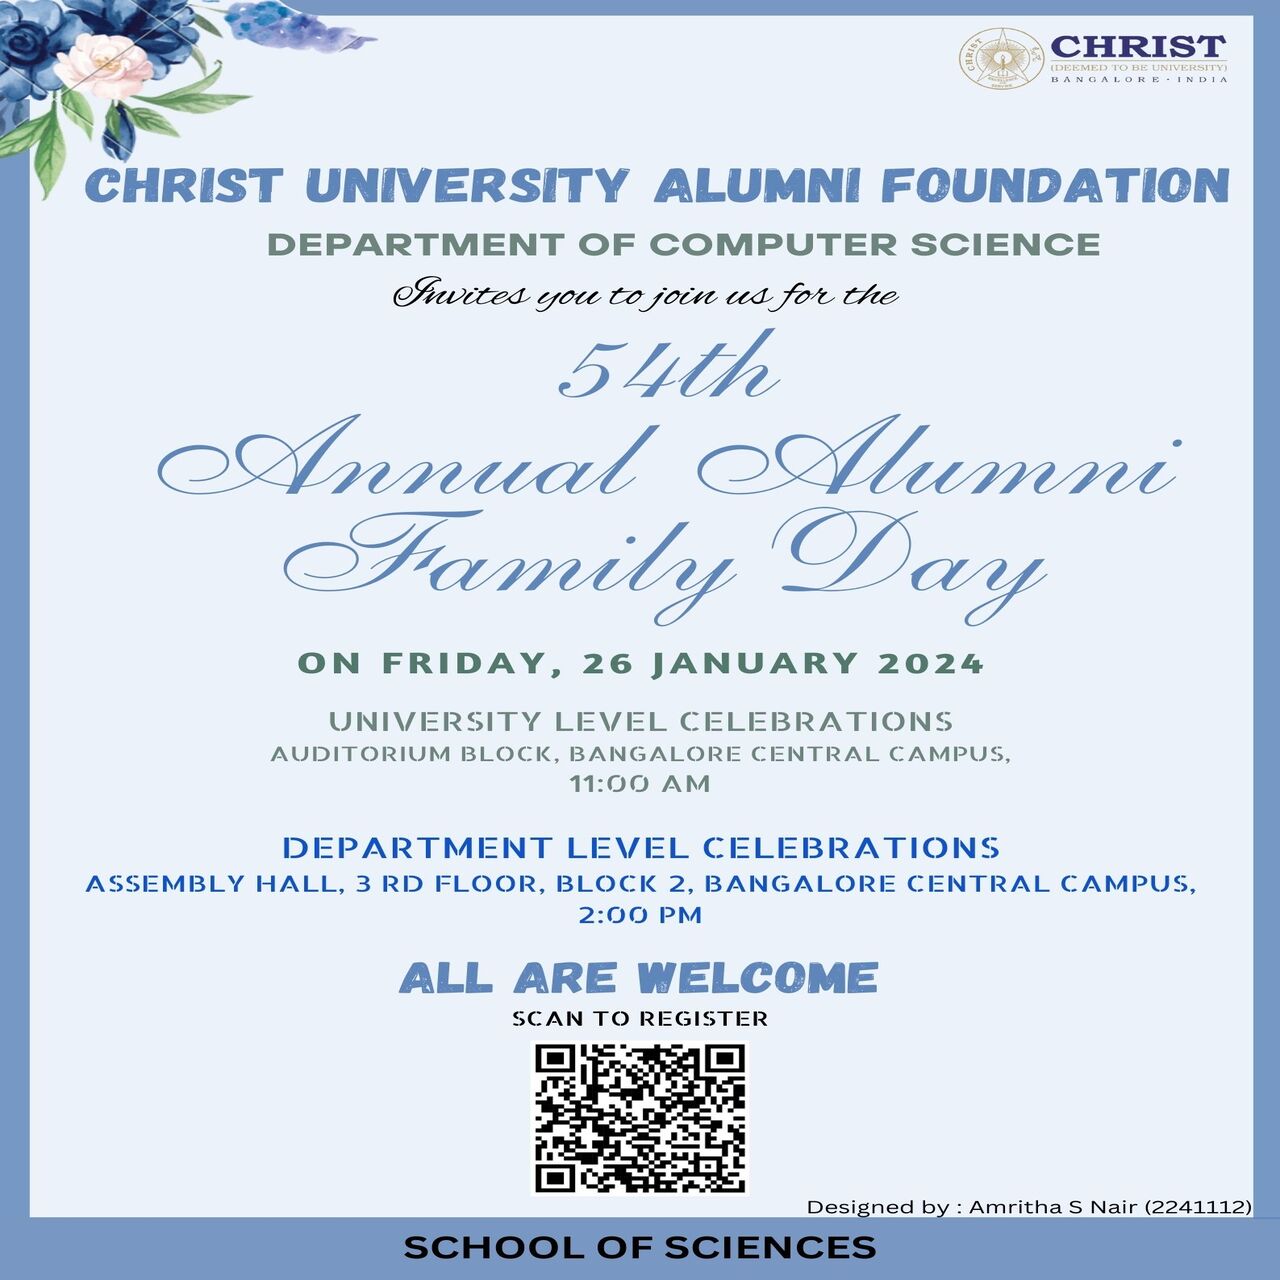 CHRIST
(DEEMED TO BE UNIVERSITY)
BANGALORE · INDIA
CHRIST UNIVERSITY ALUMNI FOUNDATION
DEPARTMENT OF COMPUTER SCIENCE
Invites you to join us for the
54th
Annual Alumni
Family Day
ON FRIDAY, 26 JANUARY 2024
UNIVERSITY LEVEL CELEBRATIONS
AUDITORIUM BLOCK, BANGALORE CENTRAL CAMPUS,
11:00 AM
DEPARTMENT LEVEL CELEBRATIONS
ASSEMBLY HALL, 3 RD FLOOR, BLOCK 2, BANGALORE CENTRAL CAMPUS,
2:00 PM
ALL ARE WELCOME
SCAN TO REGISTER
Designed by : Amritha S Nair (2241112)
SCHOOL OF SCIENCES